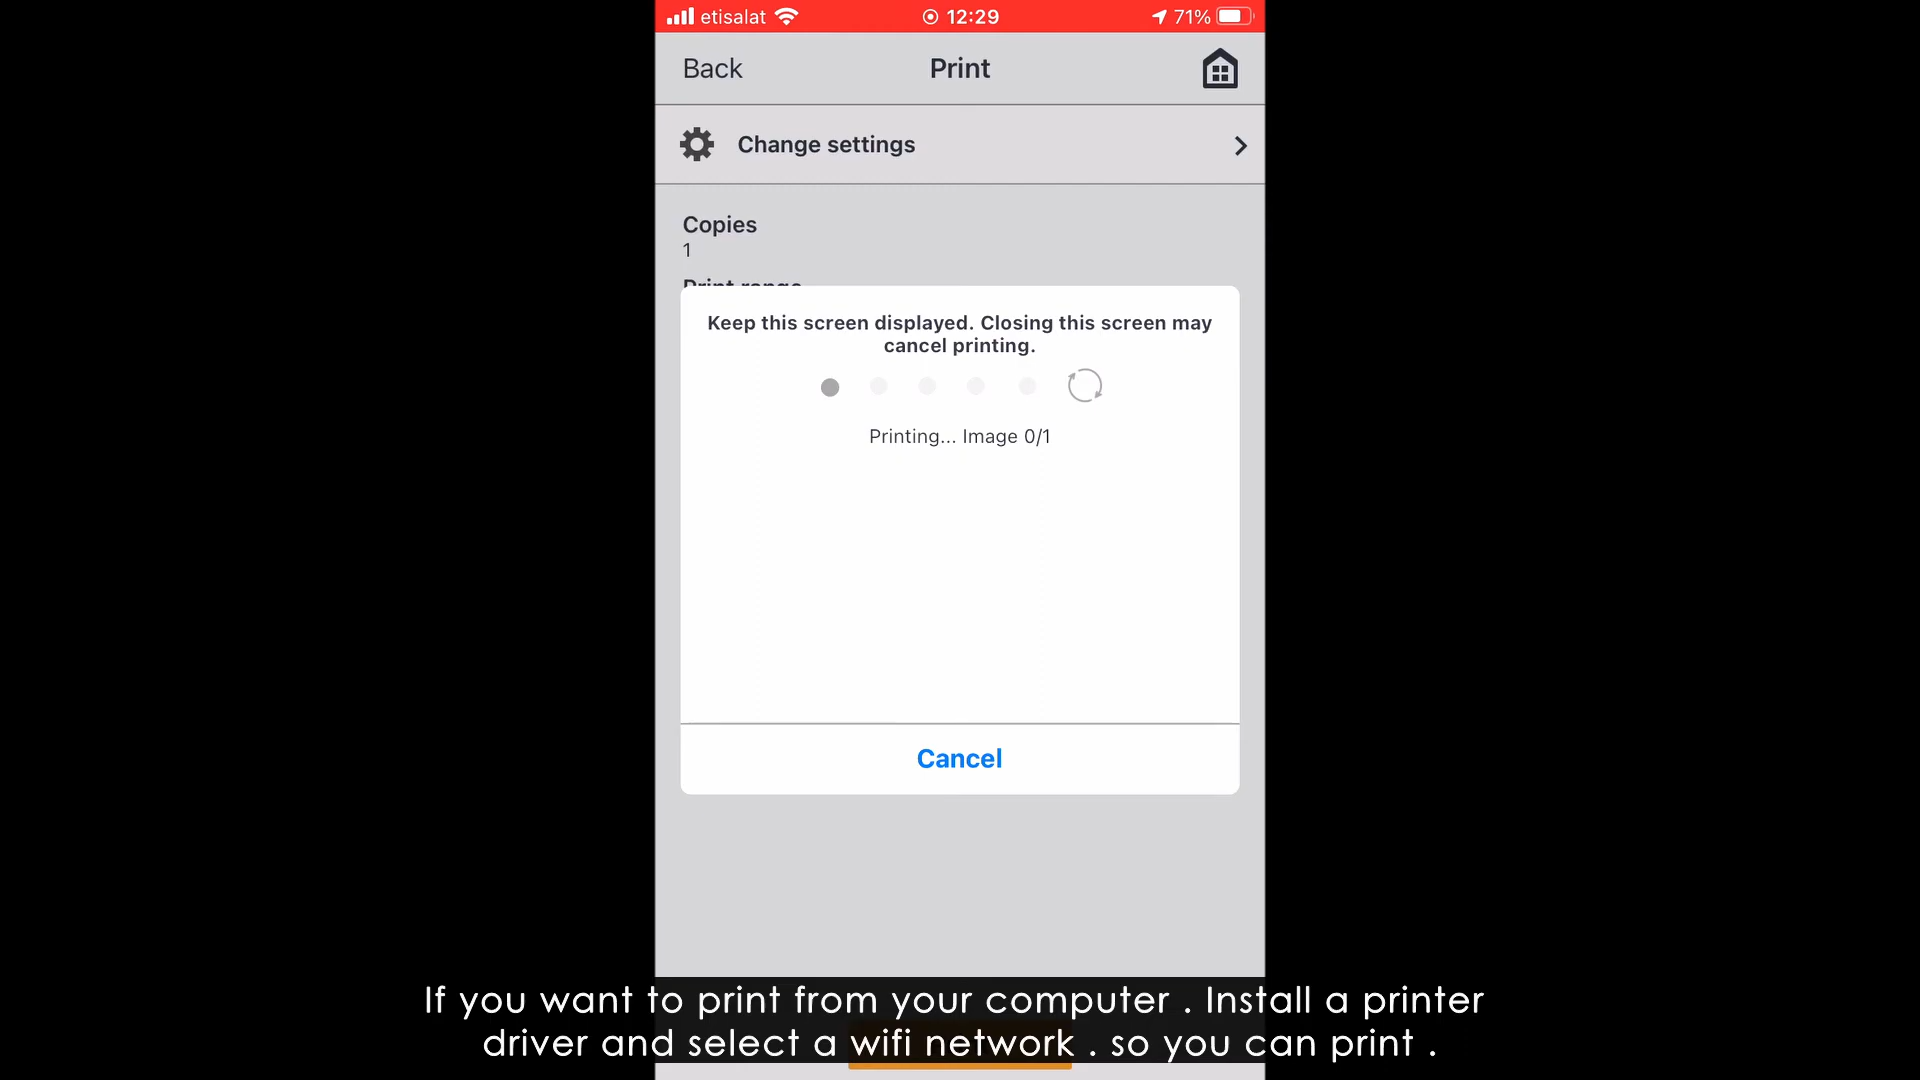 etisalat 12:29 71%
Back Print
Change settings
Copies
1
Print range
Keep this screen displayed. Closing this screen may
cancel printing.
Printing... Image 0/1
Cancel
If you want to print from your computer . Install a printer
driver and select a wifi network . so you can print .